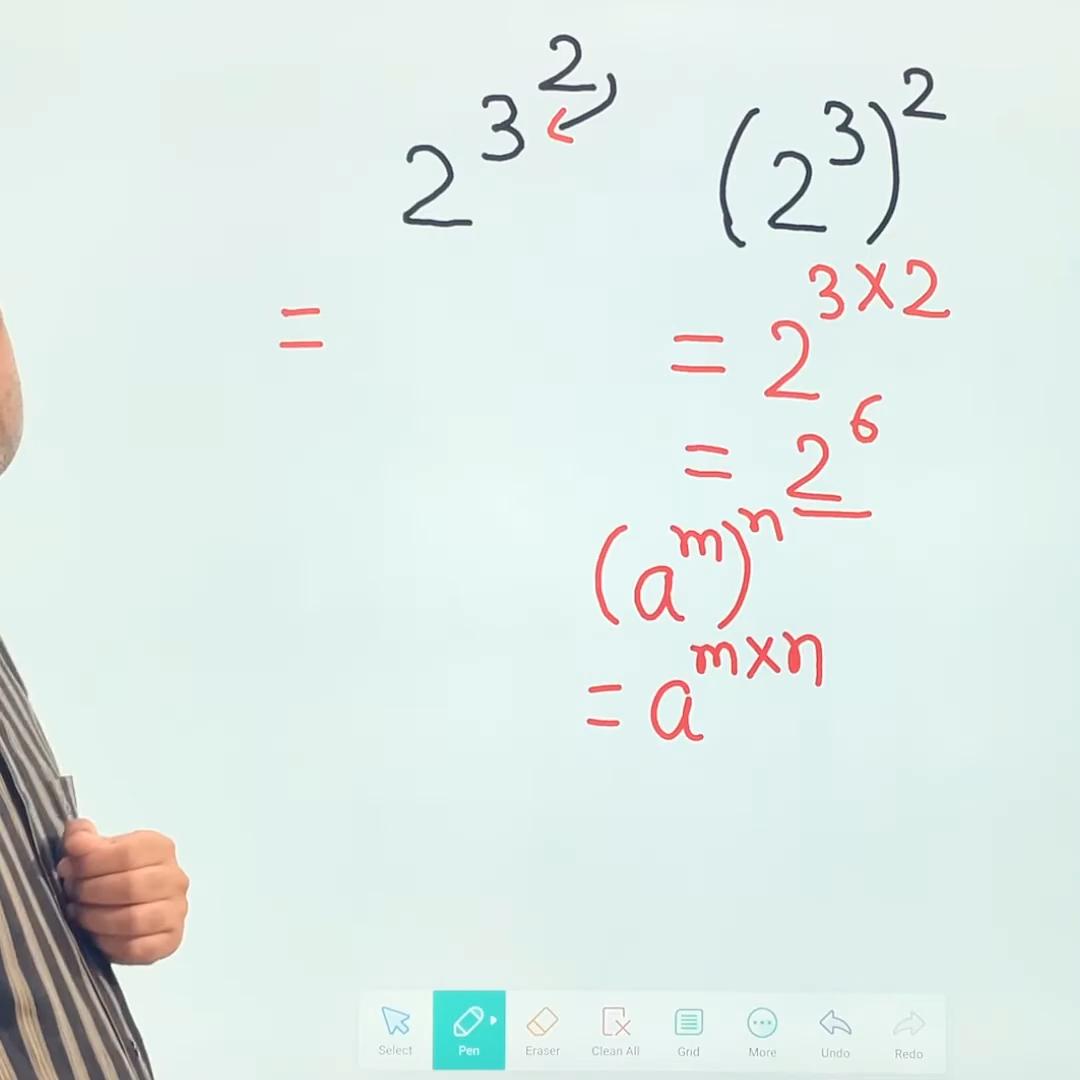 2^3^2 (2^3)^2
= = 2^3×2
= 2^6
(a^m)^n
= a^m×n
Select Pen Eraser Clean All Grid More Undo Redo